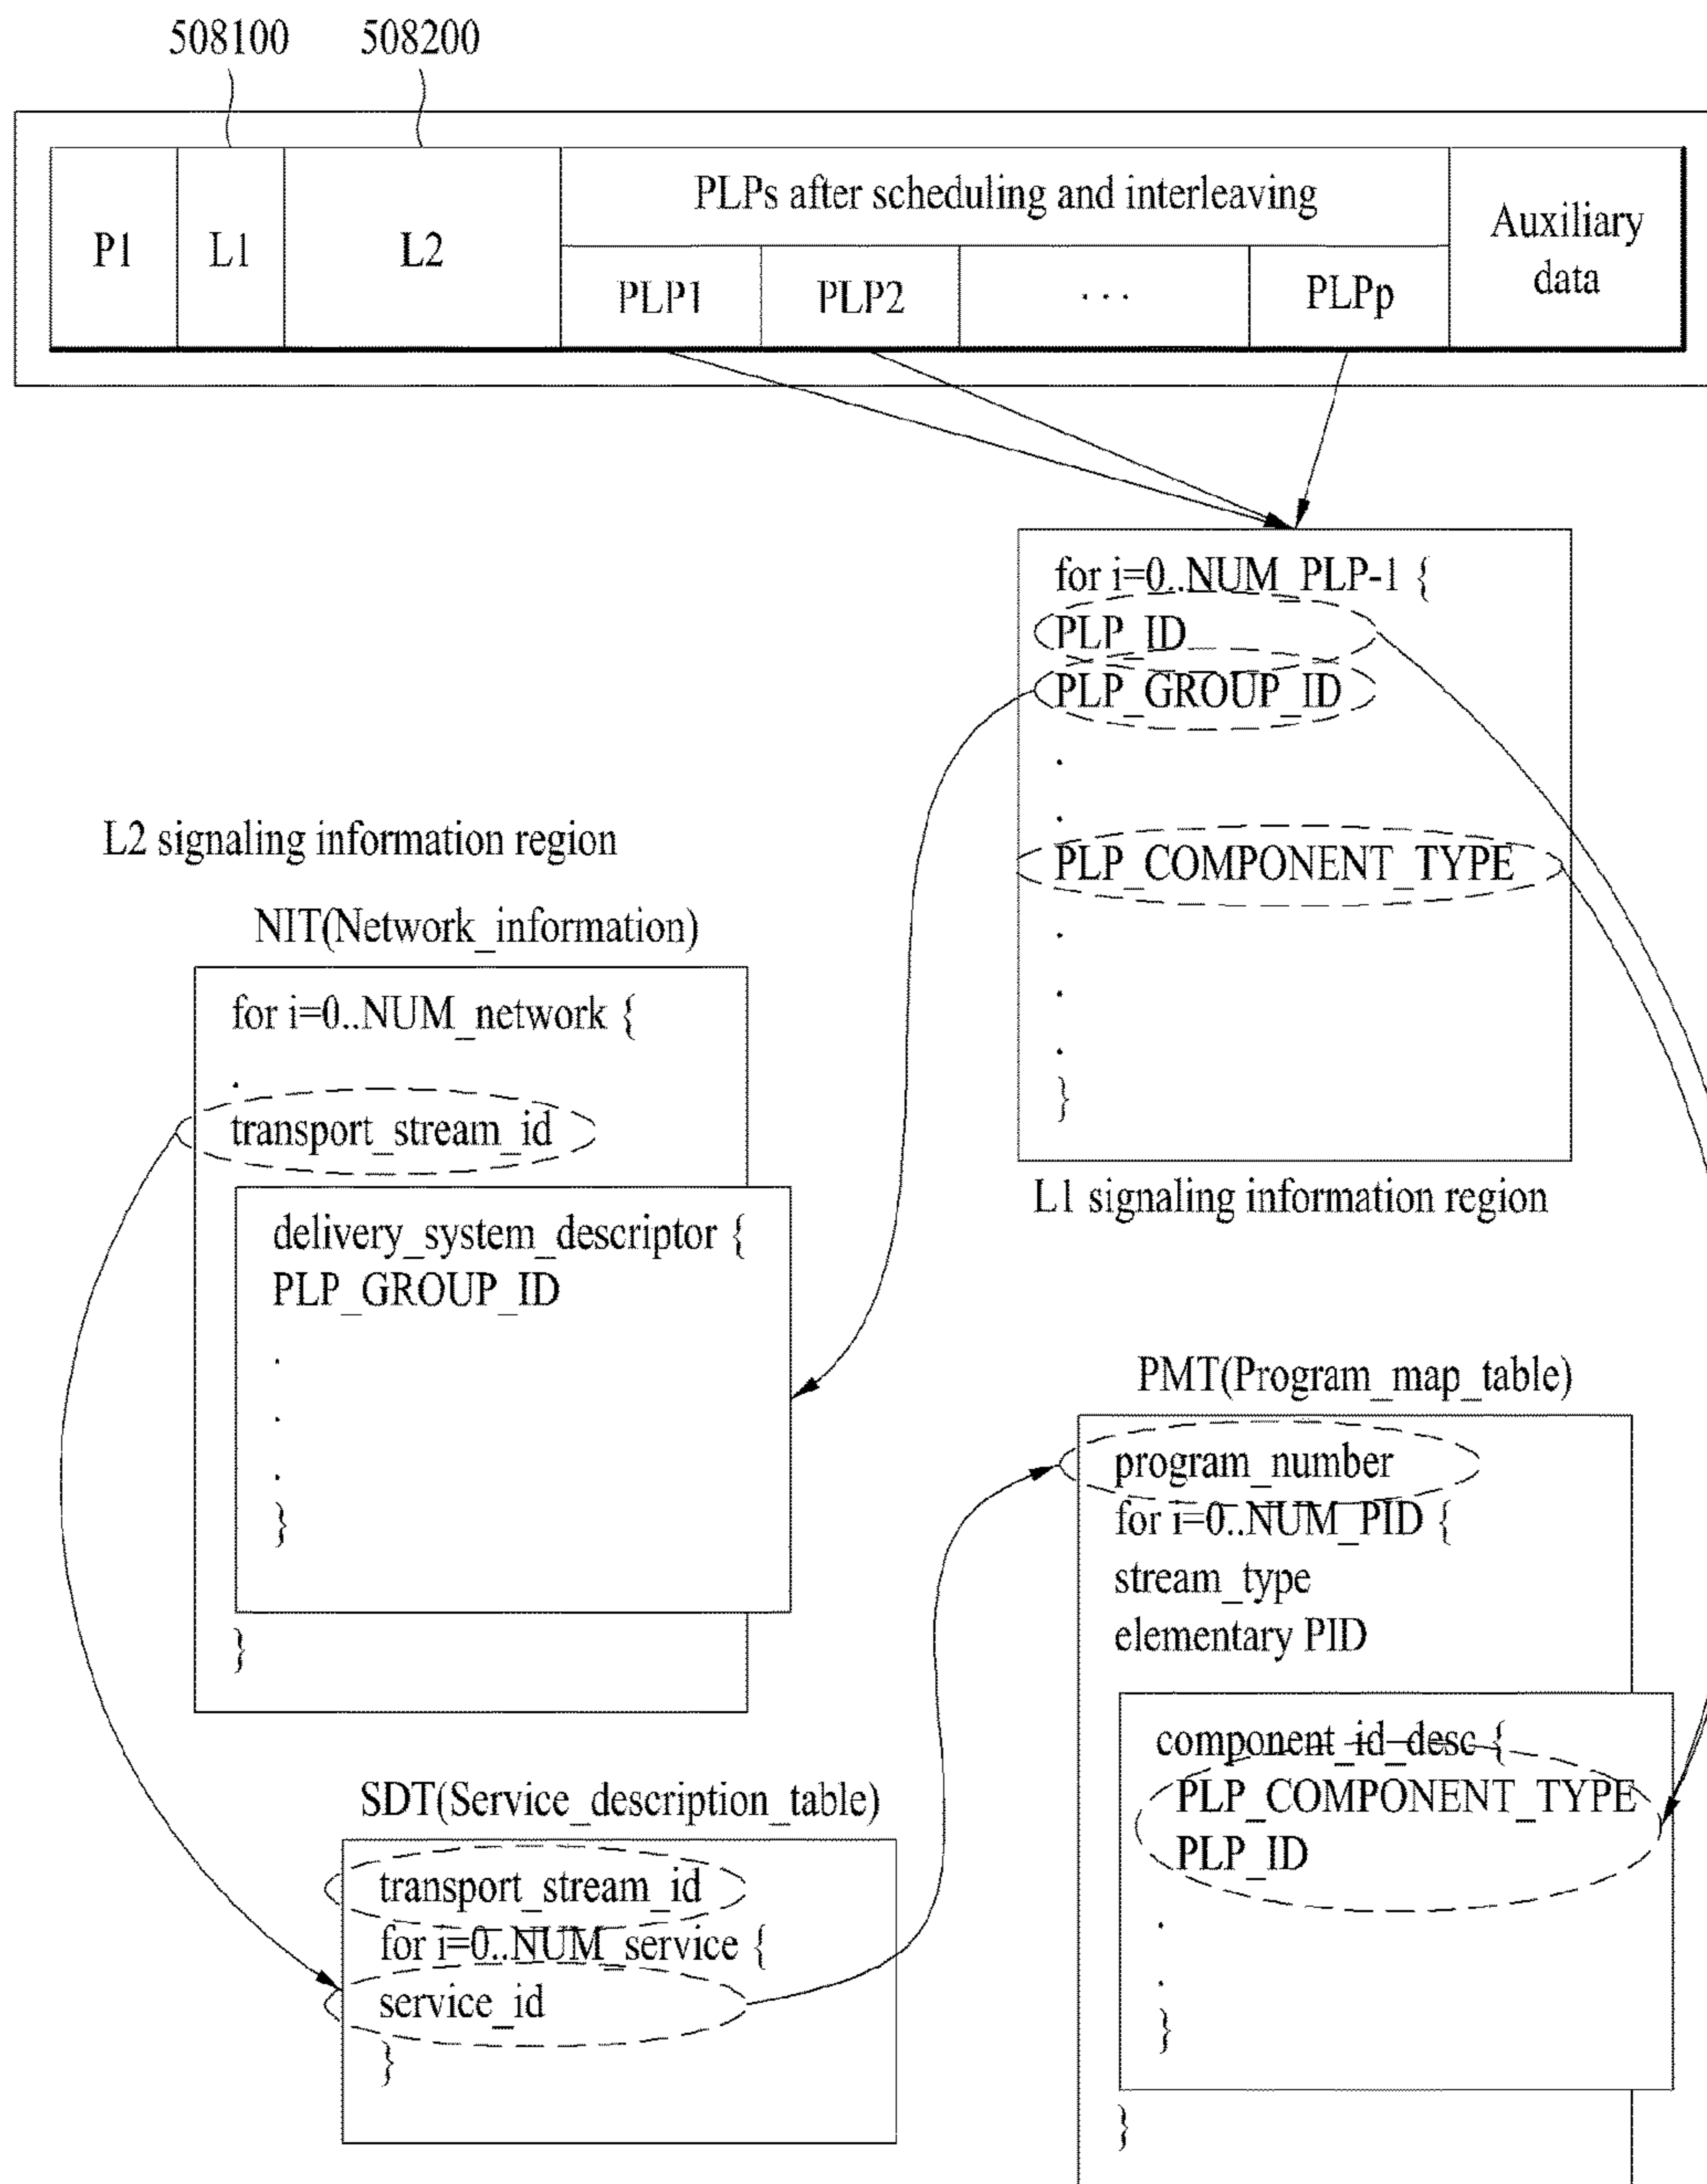 508100 508200
P1 L1 L2 PLPs after scheduling and interleaving Auxiliary data
PLP1 PLP2 . . . PLPp
for i=0..NUM_PLP-1 {
PLP_ID
PLP_GROUP_ID
.
.
PLP_COMPONENT_TYPE
.
.
.
}
L1 signaling information region
L2 signaling information region
NIT(Network_information)
for i=0..NUM_network {
.
transport_stream_id
delivery_system_descriptor {
PLP_GROUP_ID
.
.
.
}
}
SDT(Service_description_table)
transport_stream_id
for i=0..NUM_service {
service_id
}
PMT(Program_map_table)
program_number
for i=0..NUM_PID {
stream_type
elementary PID
component_id_desc {
PLP_COMPONENT_TYPE
PLP_ID
.
.
}
}